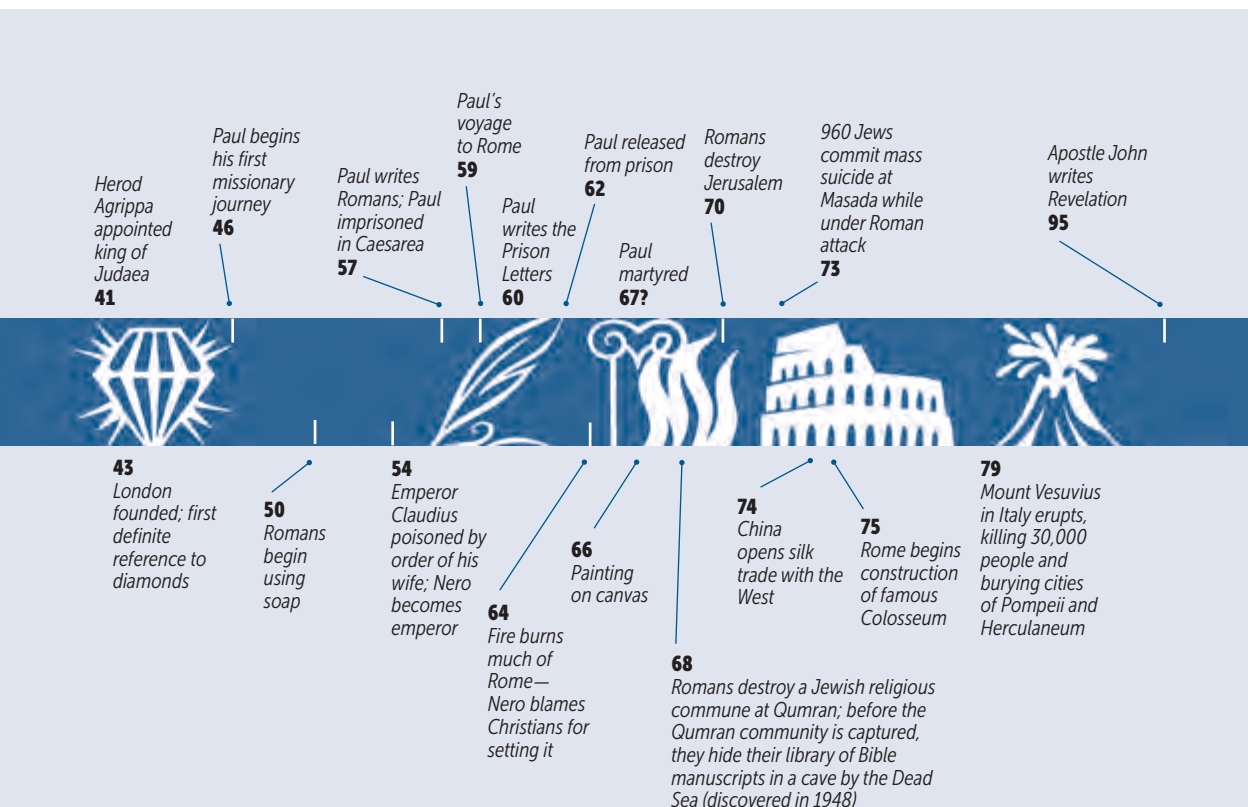 Herod
Agrippa
appointed
king of
Judaea
41
Paul begins
his first
missionary
journey
46
Paul writes
Romans; Paul
imprisoned
in Caesarea
57
Paul's
voyage
to Rome
59
Paul
writes the
Prison
Letters
60
Paul released
from prison
62
Paul
martyred
67?
Romans
destroy
Jerusalem
70
960 Jews
commit mass
suicide at
Masada while
under Roman
attack
73
Apostle John
writes
Revelation
95
43
London
founded; first
definite
reference to
diamonds
50
Romans
begin
using
soap
54
Emperor
Claudius
poisoned by
order of his
wife; Nero
becomes
emperor
64
Fire burns
much of
Rome—
Nero blames
Christians for
setting it
66
Painting
on canvas
68
Romans destroy a Jewish religious
commune at Qumran; before the
Qumran community is captured,
they hide their library of Bible
manuscripts in a cave by the Dead
Sea (discovered in 1948)
74
China
opens silk
trade with the
West
75
Rome begins
construction
of famous
Colosseum
79
Mount Vesuvius
in Italy erupts,
killing 30,000
people and
burying cities
of Pompeii and
Herculaneum